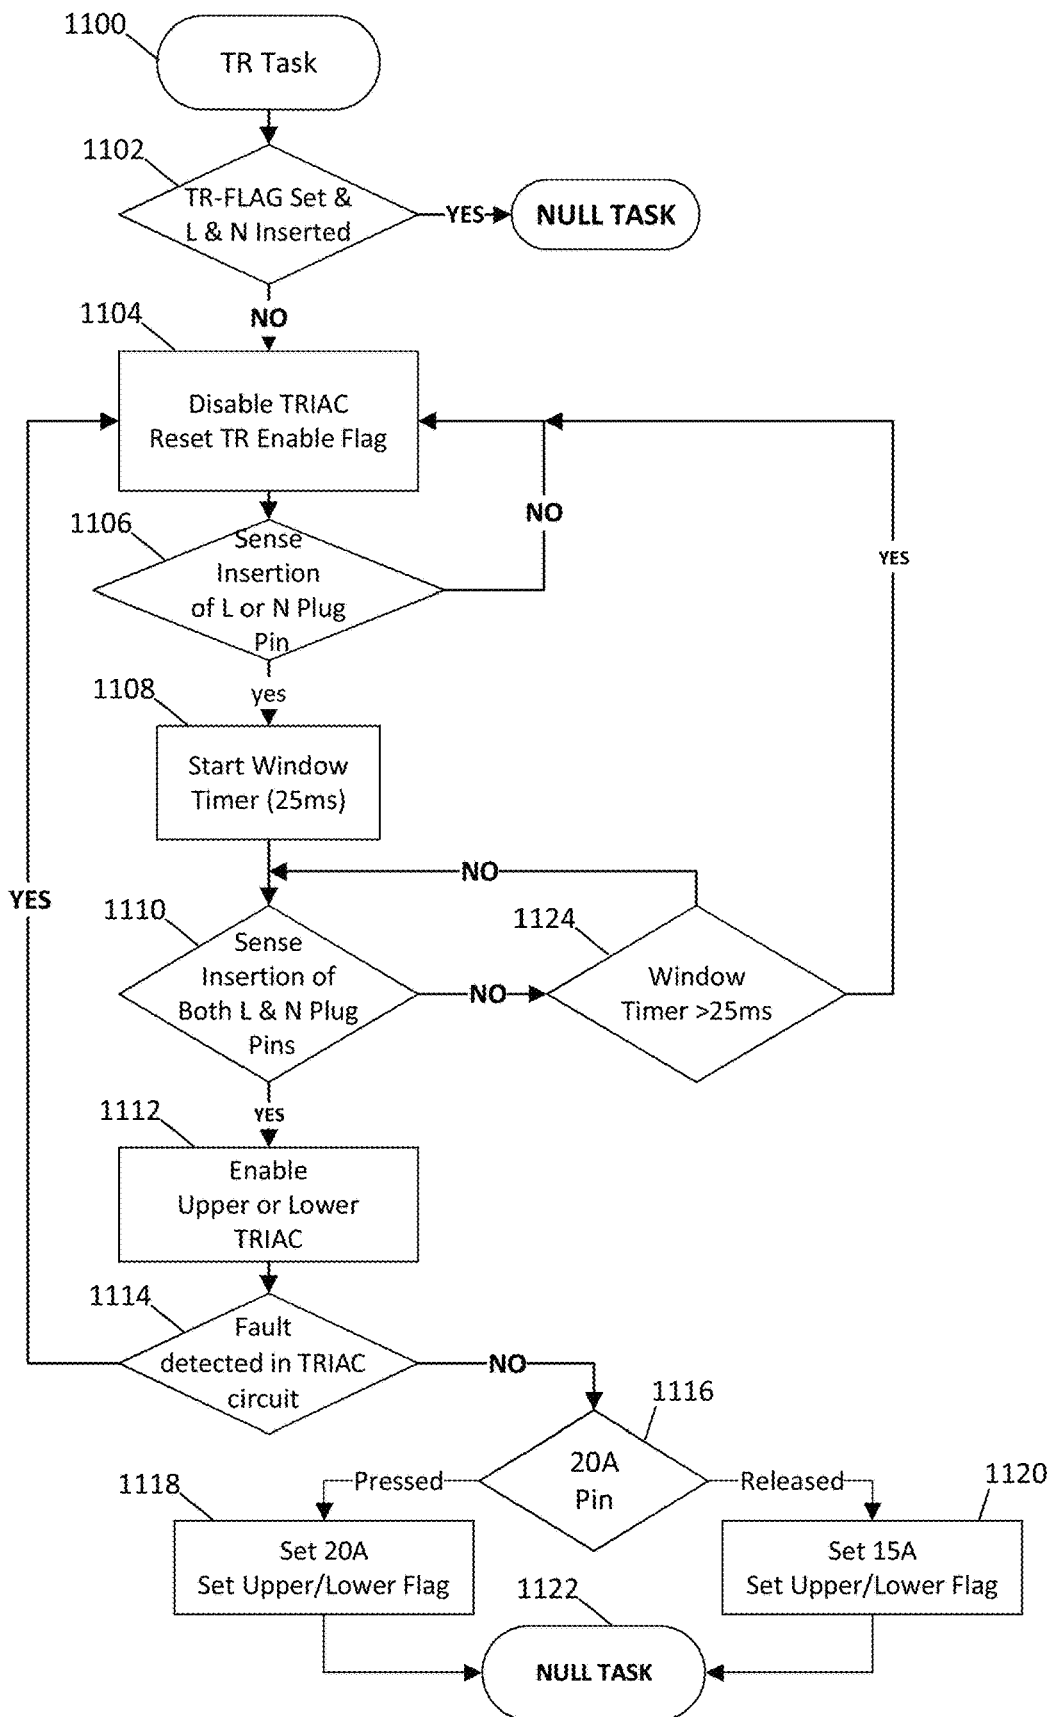 1100
TR Task
1102
TR-FLAG Set &
L & N Inserted
YES
NULL TASK
NO
1104
Disable TRIAC
Reset TR Enable Flag
1106
Sense
Insertion
of L or N Plug
Pin
NO
YES
yes
1108
Start Window
Timer (25ms)
NO
YES
1110
Sense
Insertion of
Both L & N Plug
Pins
NO
1124
Window
Timer >25ms
YES
1112
Enable
Upper or Lower
TRIAC
1114
Fault
detected in TRIAC
circuit
NO
1116
20A
Pin
Pressed
Released
1118
Set 20A
Set Upper/Lower Flag
1120
Set 15A
Set Upper/Lower Flag
1122
NULL TASK